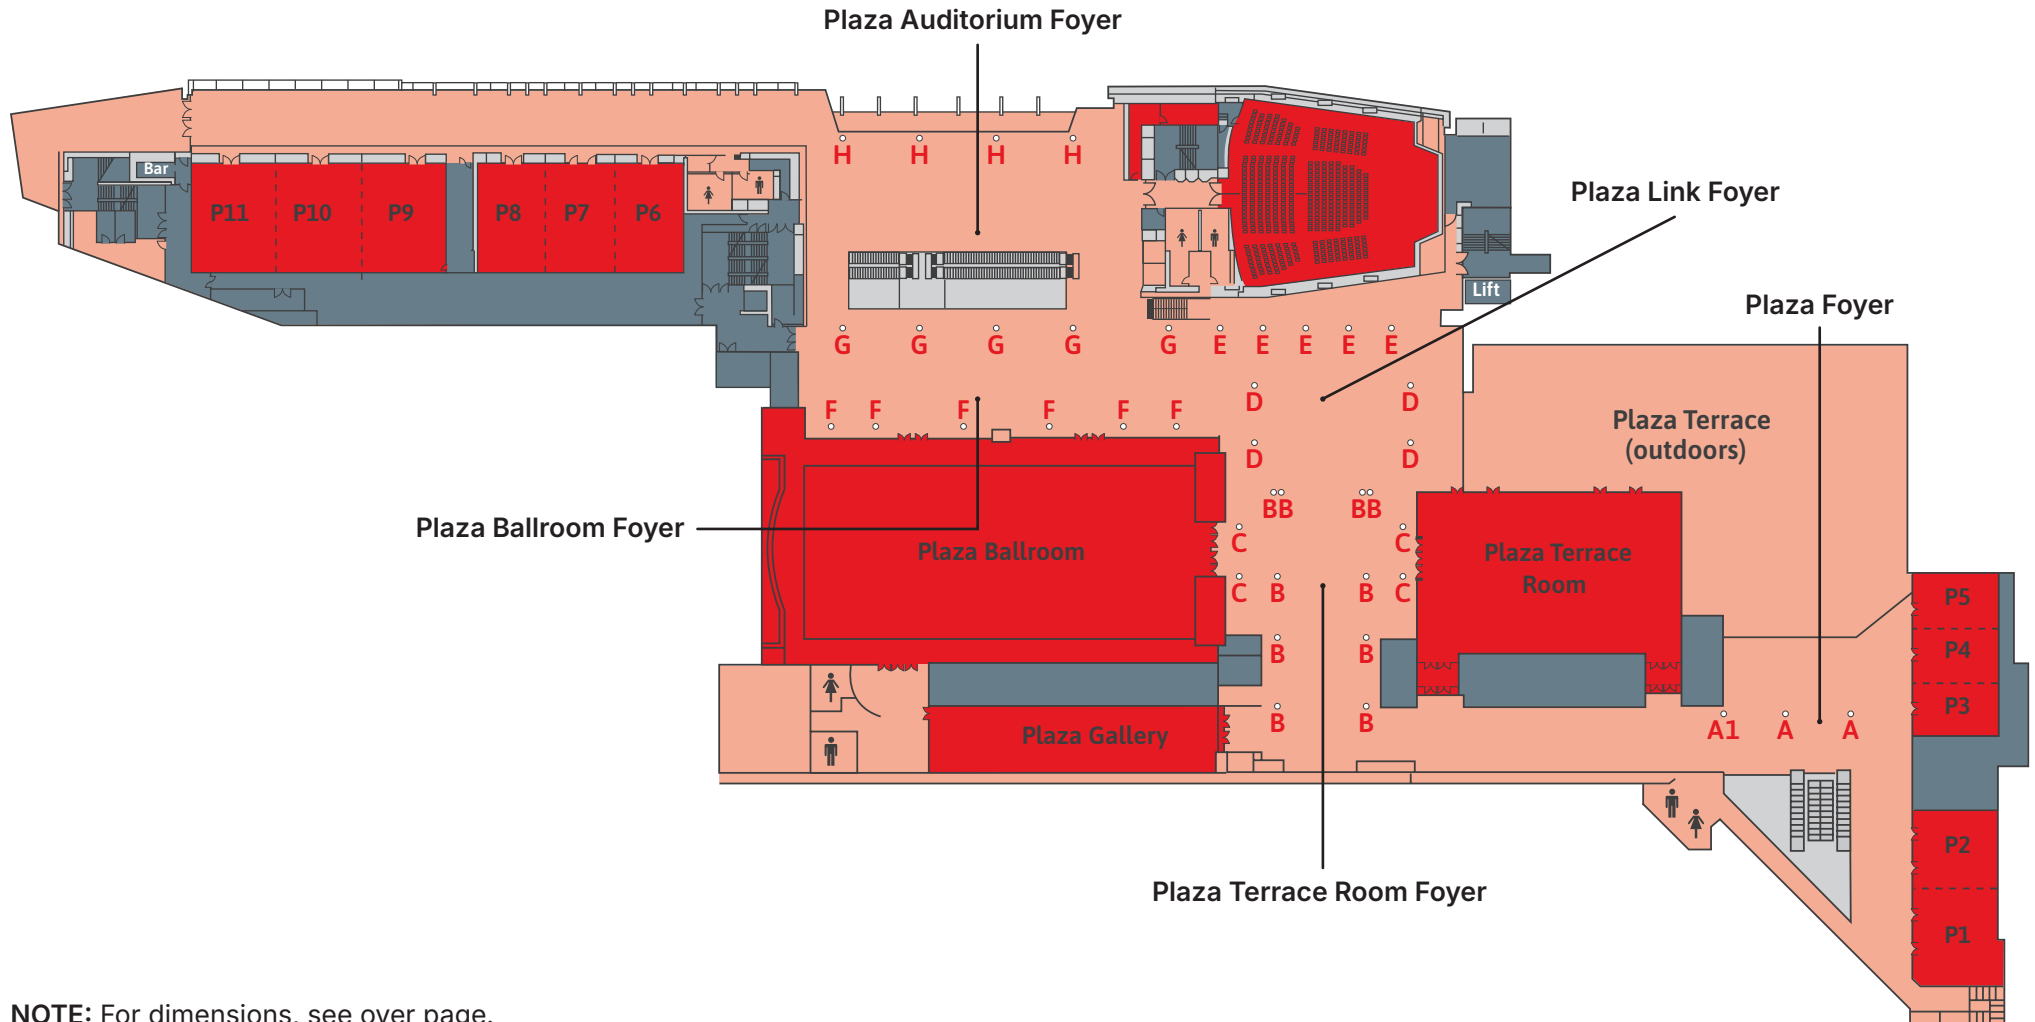 Plaza Auditorium Foyer
Bar
H H H H
Plaza Link Foyer
P11 P10 P9 P8 P7 P6
Lift
Plaza Foyer
G G G G G E E E E E
D D
F F F F F F
Plaza Terrace
(outdoors)
D D
BB BB
Plaza Ballroom Foyer
C C
Plaza Ballroom
Plaza Terrace
Room
C B B C
P5
B B
P4
P3
B B
A1 A A
Plaza Gallery
P2
Plaza Terrace Room Foyer
P1
NOTE: For dimensions, see over page.